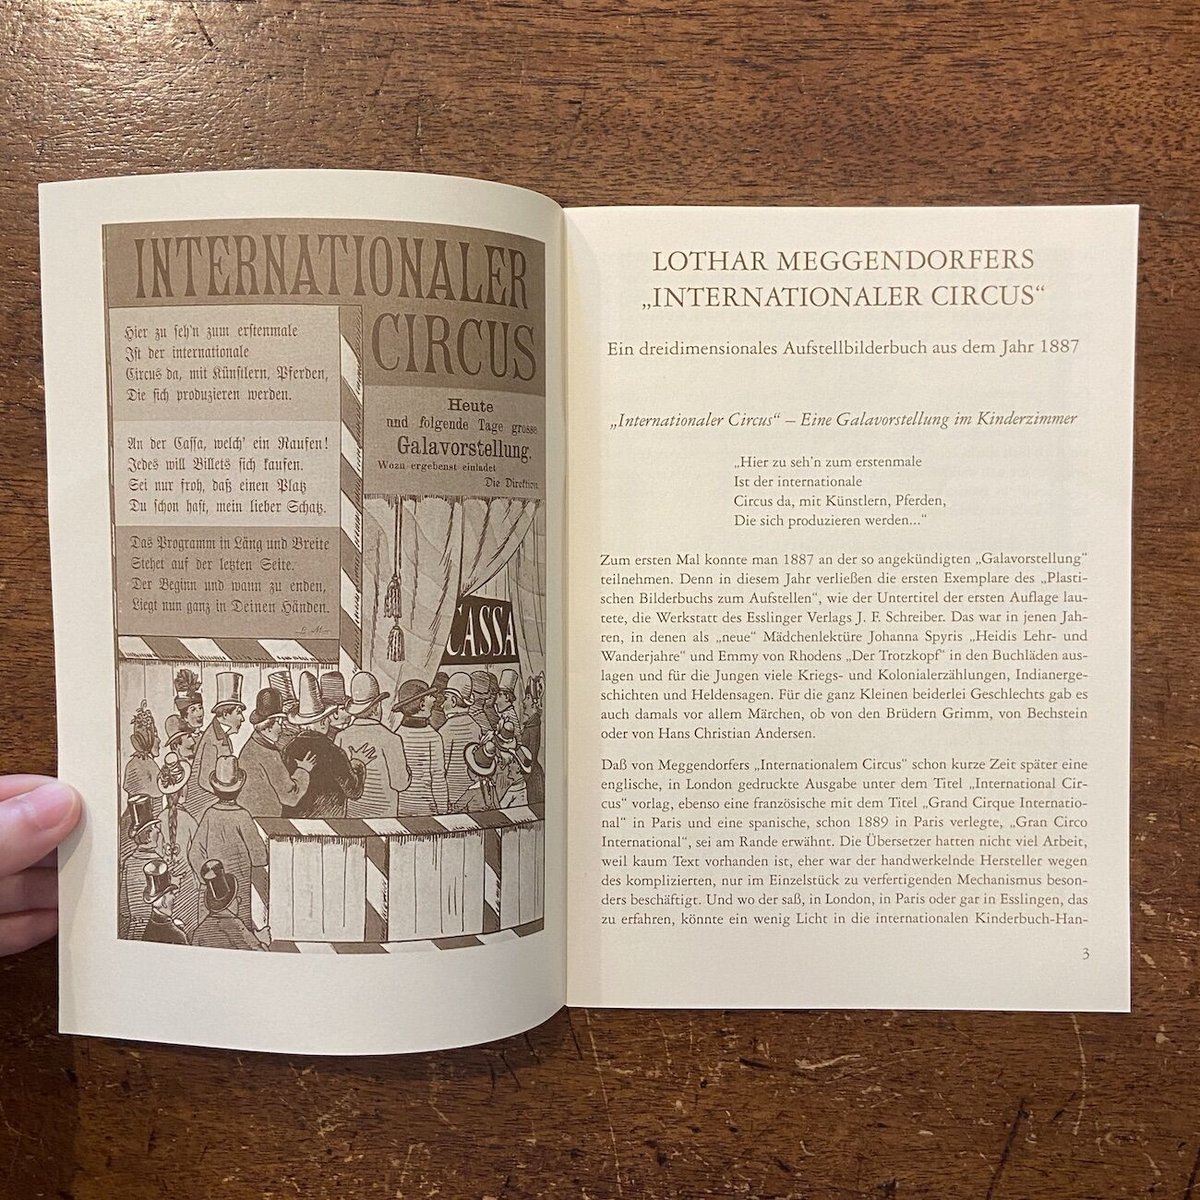 INTERNATIONALER
CIRCUS
Hier zu seh'n zum erstenmale
Ist der internationale
Circus da, mit Künstlern, Pferden,
Die sich produzieren werden.
An der Cassa, welch' ein Raufen!
Jedes will Billets sich kaufen.
Sei nur froh, daß einen Platz
Du schon hast, mein lieber Schatz.
Das Programm in Läng und Breite
Stehet auf der letzten Seite.
Der Beginn und wann zu enden,
Liegt nun ganz in Deinen Händen.
Heute
und folgende Tage grosse
Galavorstellung.
Wozu ergebenst einladet
Die Direktion
CASSA
LOTHAR MEGGENDORFERS
„INTERNATIONALER CIRCUS“
Ein dreidimensionales Aufstellbilderbuch aus dem Jahr 1887
„Internationaler Circus“ – Eine Galavorstellung im Kinderzimmer
„Hier zu seh’n zum erstenmale
Ist der internationale
Circus da, mit Künstlern, Pferden,
Die sich produzieren werden...“
Zum ersten Mal konnte man 1887 an der so angekündigten „Galavorstellung“
teilnehmen. Denn in diesem Jahr verließen die ersten Exemplare des „Plasti-
schen Bilderbuchs zum Aufstellen“, wie der Untertitel der ersten Auflage lau-
tete, die Werkstatt des Esslinger Verlags J. F. Schreiber. Das war in jenen Jah-
ren, in denen als „neue“ Mädchenlektüre Johanna Spyris „Heidis Lehr- und
Wanderjahre“ und Emmy von Rhodens „Der Trotzkopf“ in den Buchläden aus-
lagen und für die Jungen viele Kriegs- und Kolonialerzählungen, Indianerge-
schichten und Heldensagen. Für die ganz Kleinen beiderlei Geschlechts gab es
auch damals vor allem Märchen, ob von den Brüdern Grimm, von Bechstein
oder von Hans Christian Andersen.
Daß von Meggendorfers „Internationalem Circus“ schon kurze Zeit später eine
englische, in London gedruckte Ausgabe unter dem Titel „International Cir-
cus“ vorlag, ebenso eine französische mit dem Titel „Grand Cirque Internatio-
nal“ in Paris und eine spanische, schon 1889 in Paris verlegte, „Gran Circo
International“, sei am Rande erwähnt. Die Übersetzer hatten nicht viel Arbeit,
weil kaum Text vorhanden ist, eher war der handwerkelnde Hersteller wegen
des komplizierten, nur im Einzelstück zu verfertigenden Mechanismus beson-
ders beschäftigt. Und wo der saß, in London, in Paris oder gar in Esslingen, das
zu erfahren, könnte ein wenig Licht in die internationalen Kinderbuch-Han-
3